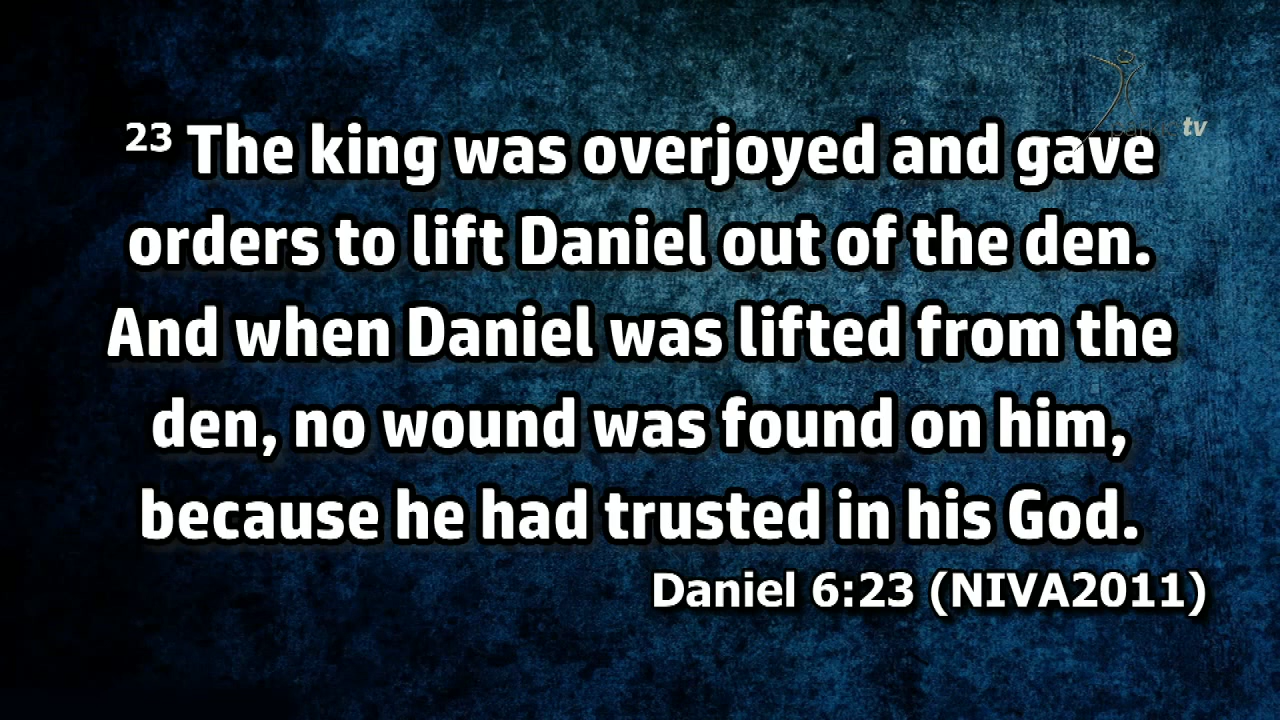 tv
23 The king was overjoyed and gave
orders to lift Daniel out of the den.
And when Daniel was lifted from the
den, no wound was found on him,
because he had trusted in his God.
Daniel 6:23 (NIVA2011)